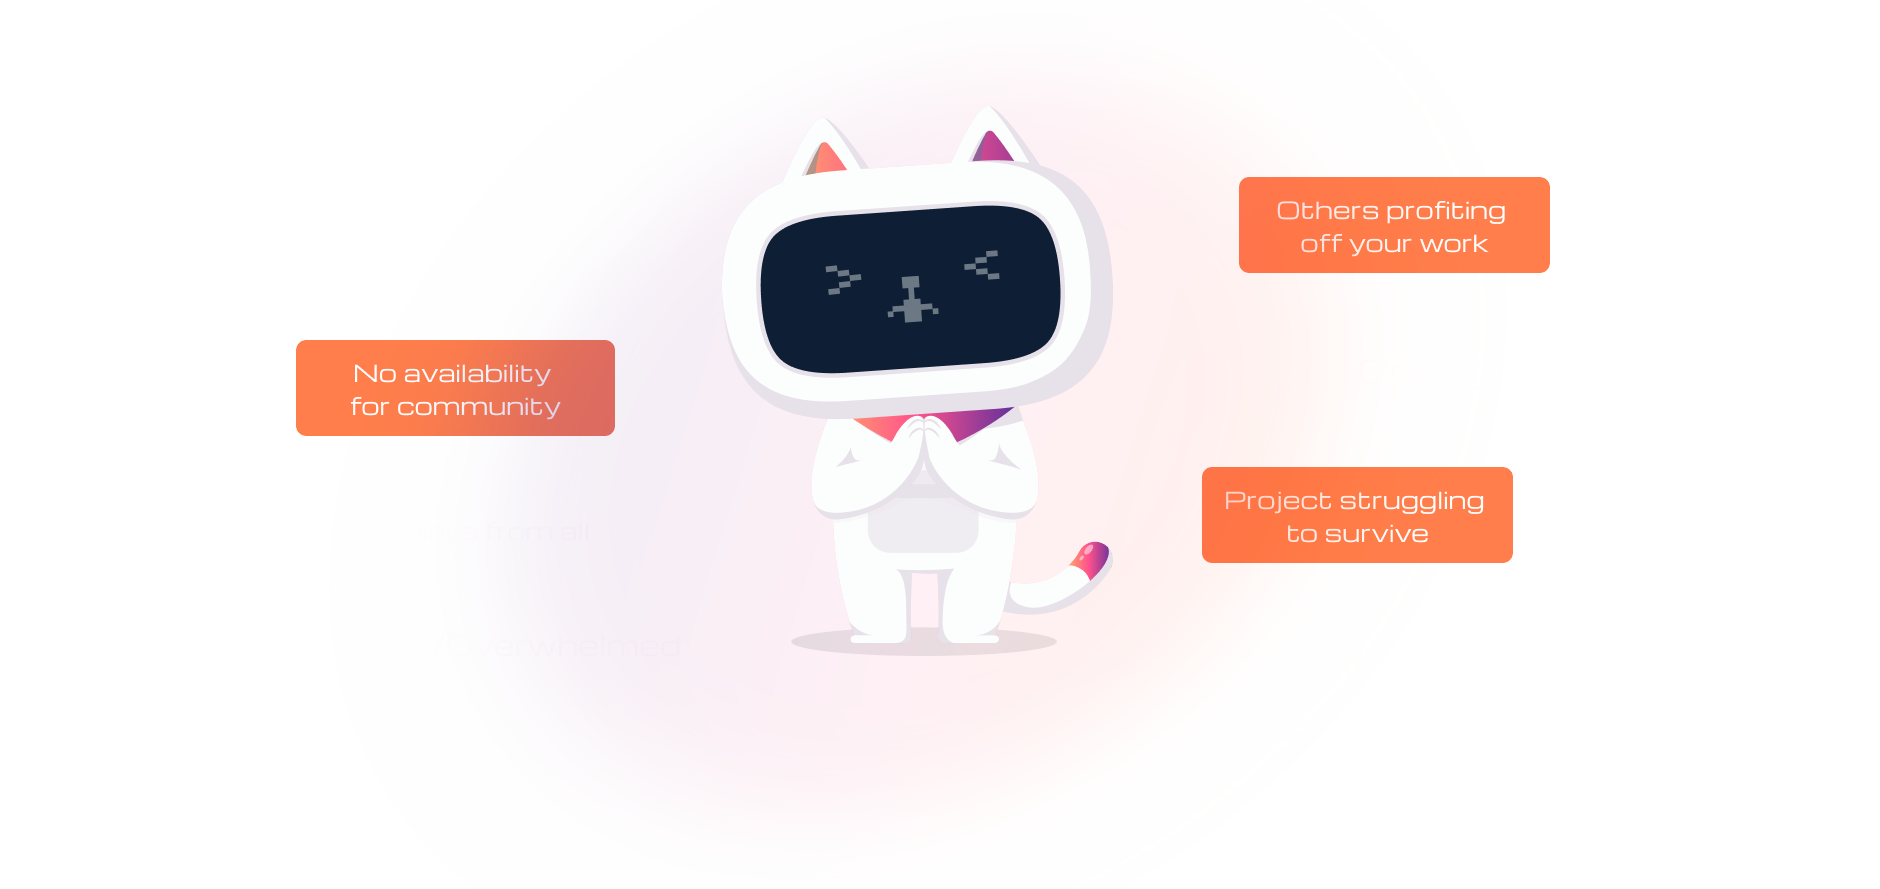 Others profiting
off your work
No availability
for community
Project struggling
to survive